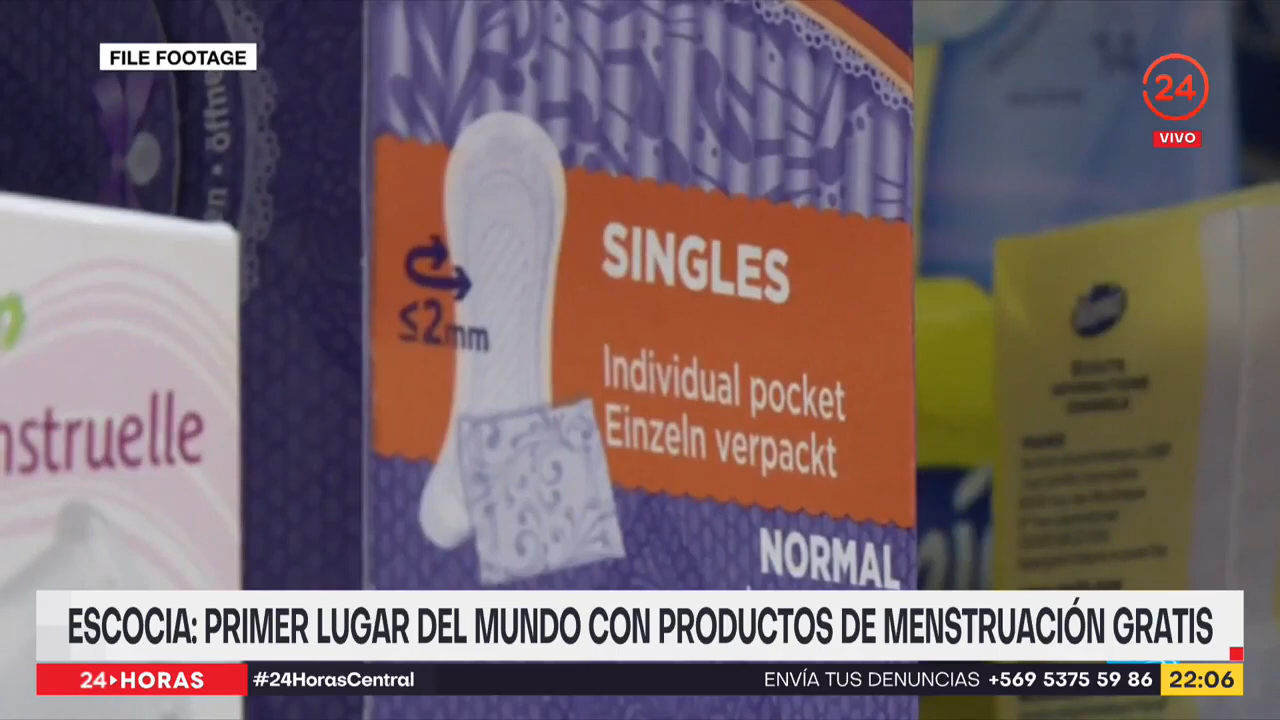 FILE FOOTAGE
24
VIVO
öffne
≤2mm
SINGLES
Individual pocket
Einzeln verpackt
NORMAL
nstruelle
ESCOCIA: PRIMER LUGAR DEL MUNDO CON PRODUCTOS DE MENSTRUACIÓN GRATIS
24 HORAS
#24HorasCentral
ENVÍA TUS DENUNCIAS +569 5375 59 86
22:06